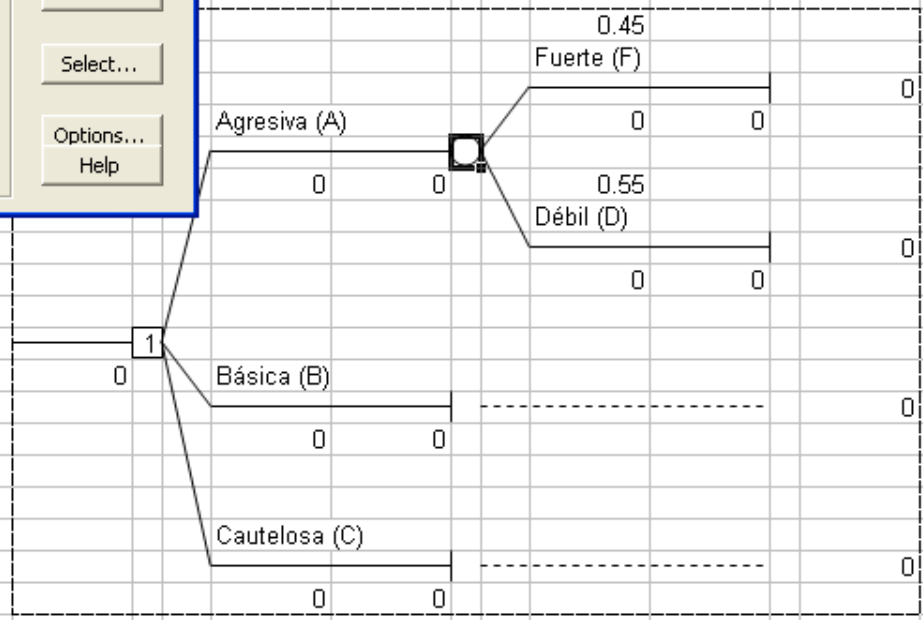 Select...
Options...
Help
0.45
Fuerte (F)
0
0 0
Agresiva (A)
0 0
0.55
Débil (D)
0
0 0
1
0
Básica (B)
0
0 0
Cautelosa (C)
0
0 0